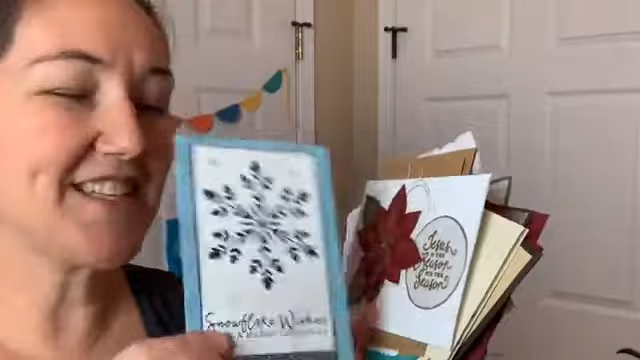 Snowflake Wishes
Jesus
is the
Reason
for the
Season